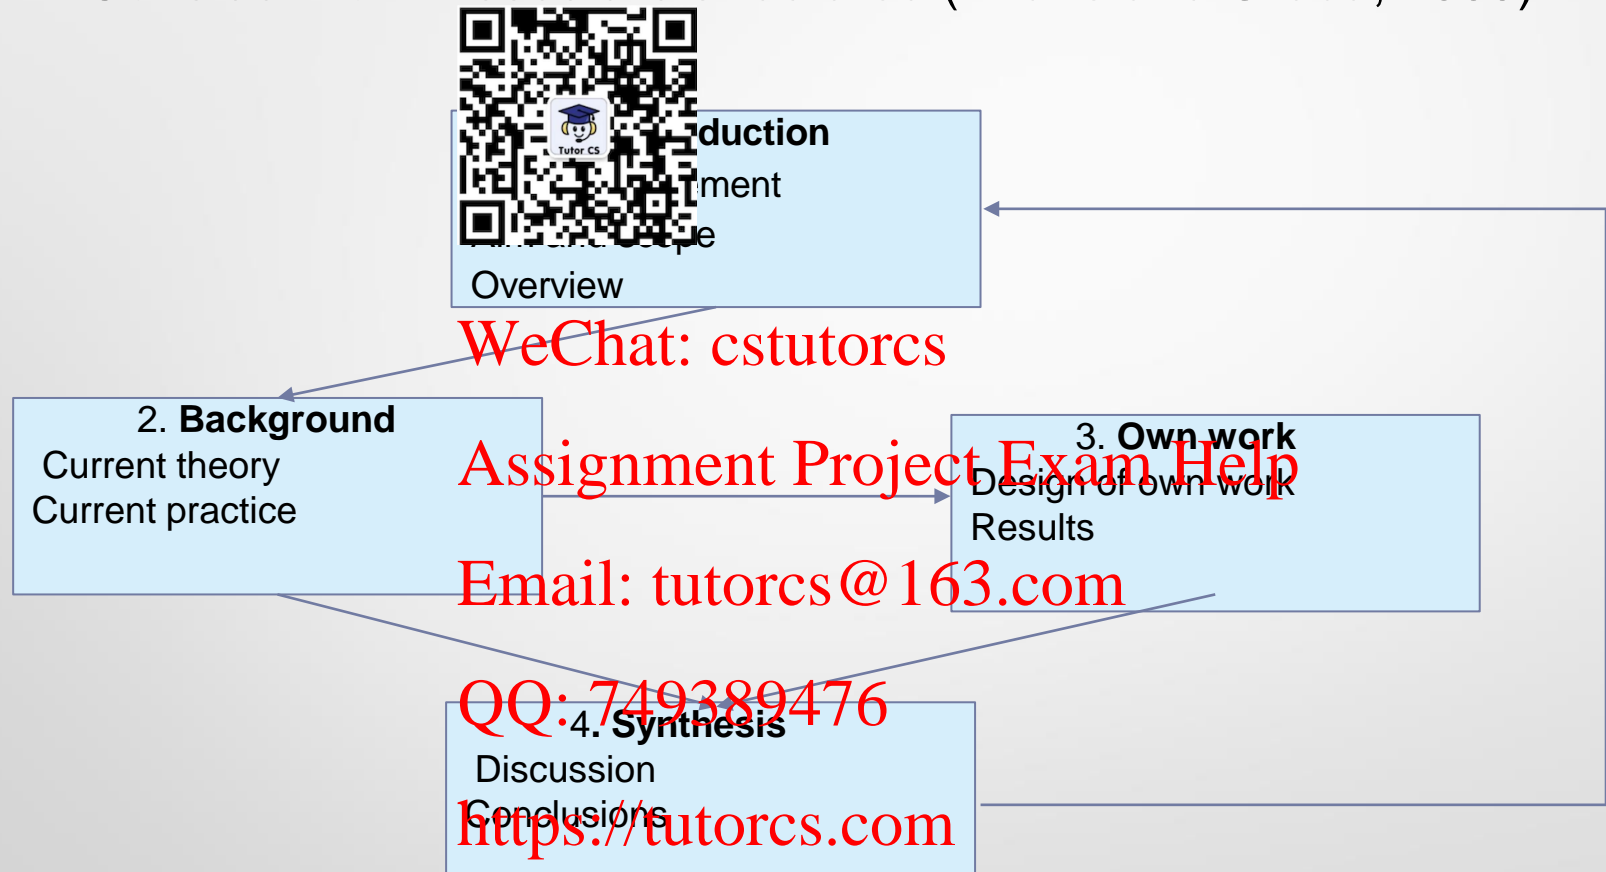 Tutor CS
duction
ment
Overview
WeChat: cstutorcs
2. Background
Current theory
Current practice
3. Own work
Design of own work
Results
Assignment Project Exam Help
Email: tutorcs@163.com
QQ: 749389476
4. Synthesis
Discussion
Conclusions
https://tutorcs.com